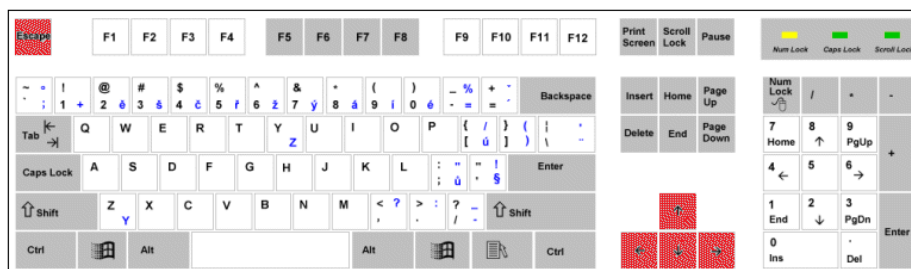 Escape F1 F2 F3 F4 F5 F6 F7 F8 F9 F10 F11 F12 Print Screen Scroll Lock Pause Num Lock Caps Lock Scroll Lock
~ ° ! @ # $ % ^ & * ( ) _ % + ˇ
` ; 1 + 2 ě 3 š 4 č 5 ř 6 ž 7 ý 8 á 9 í 0 é - = = ´ Backspace Insert Home Page Up Num Lock / * -
Tab Q W E R T Y Z U I O P { / } ( |
[ ú ] ) \ Delete End Page Down 7 Home 8 ↑ 9 PgUp +
Caps Lock A S D F G H J K L : " " !
; ů ' § Enter 4 ← 5 6 →
⇧ Shift Z Y X C V B N M < ? > : ? _
, . / - ⇧ Shift ↑ 1 End 2 ↓ 3 PgDn Enter
Ctrl Alt Alt Ctrl ← ↓ → 0 Ins . Del